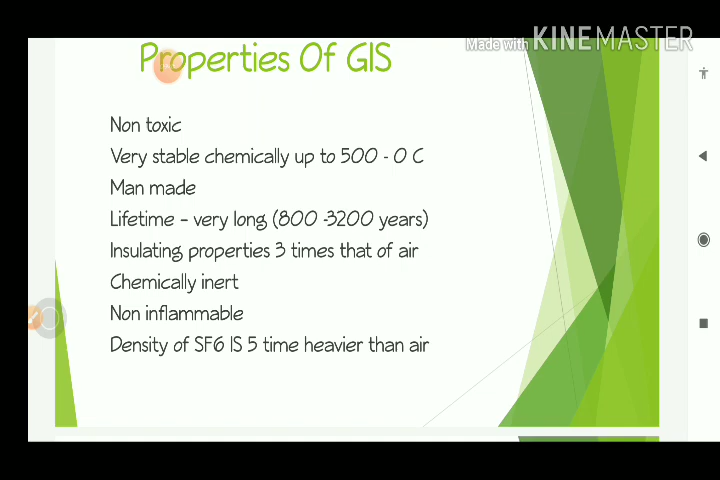 Made with KINEMASTER
Properties Of GIS
Non toxic
Very stable chemically up to 500 - 0 C
Man made
Lifetime - very long (800 -3200 years)
Insulating properties 3 times that of air
Chemically inert
Non inflammable
Density of SF6 IS 5 time heavier than air